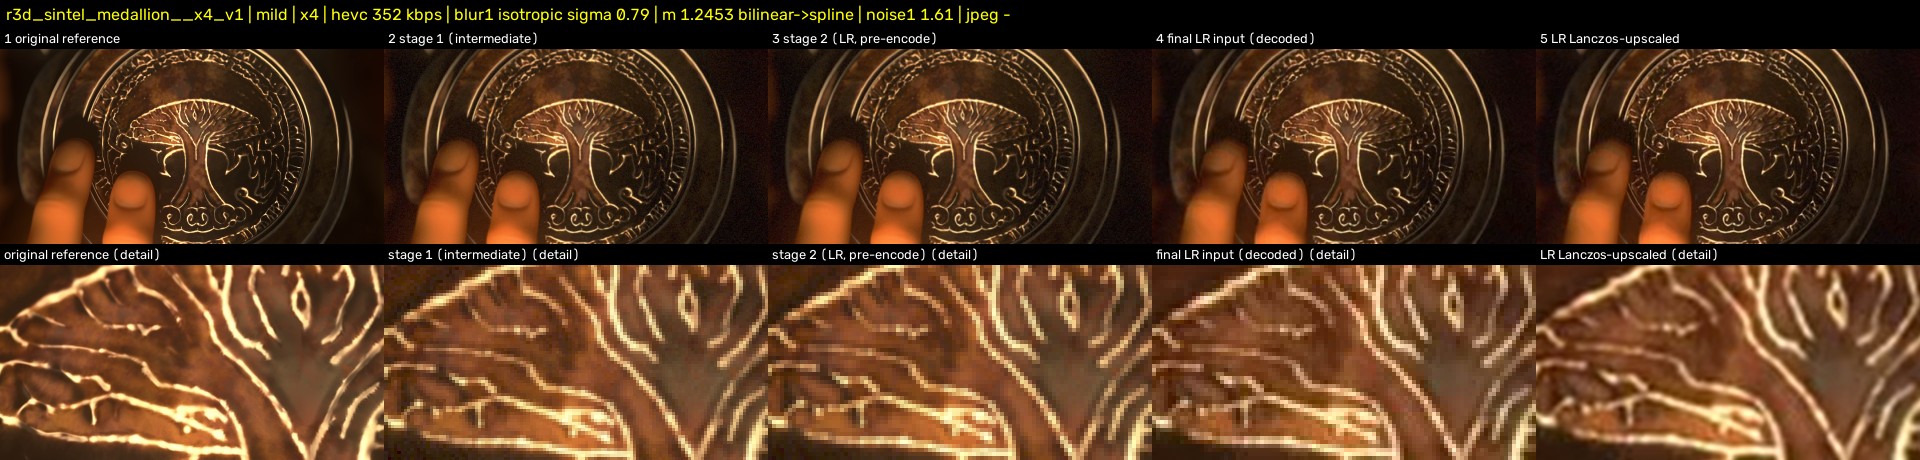 r3d_sintel_medallion__x4_v1 | mild | x4 | hevc 352 kbps | blur1 isotropic sigma 0.79 | m 1.2453 bilinear->spline | noise1 1.61 | jpeg -
1 original reference
2 stage 1 (intermediate)
3 stage 2 (LR, pre-encode)
4 final LR input (decoded)
5 LR Lanczos-upscaled
original reference (detail)
stage 1 (intermediate) (detail)
stage 2 (LR, pre-encode) (detail)
final LR input (decoded) (detail)
LR Lanczos-upscaled (detail)